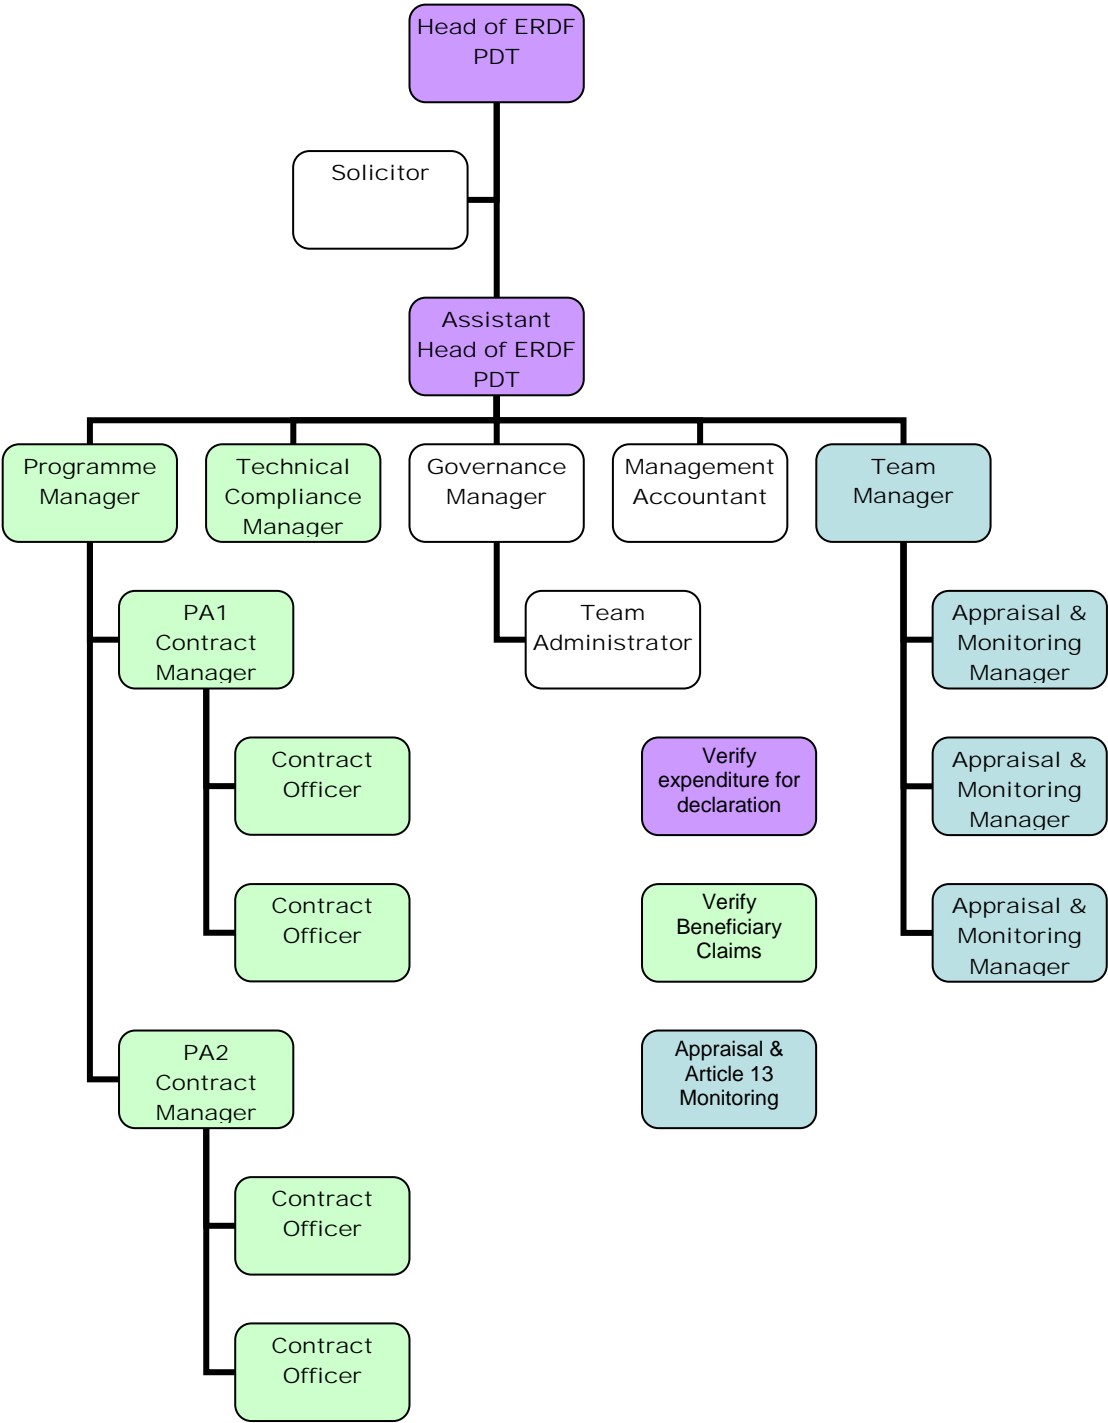 Head of ERDF
PDT
Solicitor
Assistant
Head of ERDF
PDT
Programme
Manager
Technical
Compliance
Manager
Governance
Manager
Management
Accountant
Team
Manager
PA1
Contract
Manager
Team
Administrator
Appraisal &
Monitoring
Manager
Contract
Officer
Verify
expenditure for
declaration
Appraisal &
Monitoring
Manager
Contract
Officer
Verify
Beneficiary
Claims
Appraisal &
Monitoring
Manager
PA2
Contract
Manager
Appraisal &
Article 13
Monitoring
Contract
Officer
Contract
Officer